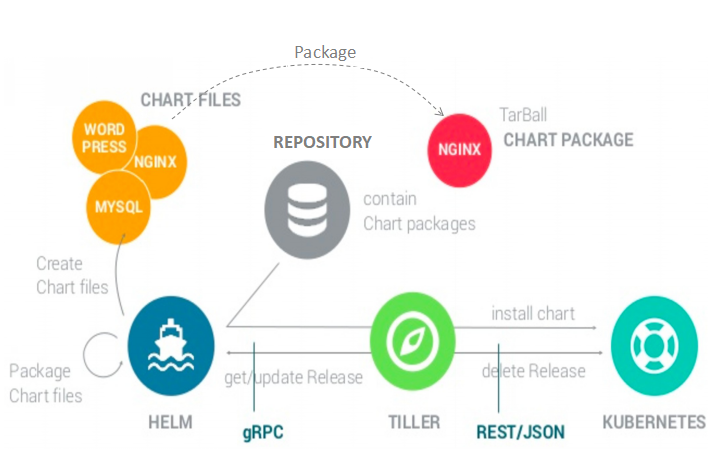 Package
CHART FILES
WORD
PRESS
NGINX
MYSQL
REPOSITORY
TarBall
CHART PACKAGE
NGINX
contain
Chart packages
Create
Chart files
install chart
Package
Chart files
get/update Release
delete Release
HELM
TILLER
KUBERNETES
gRPC
REST/JSON